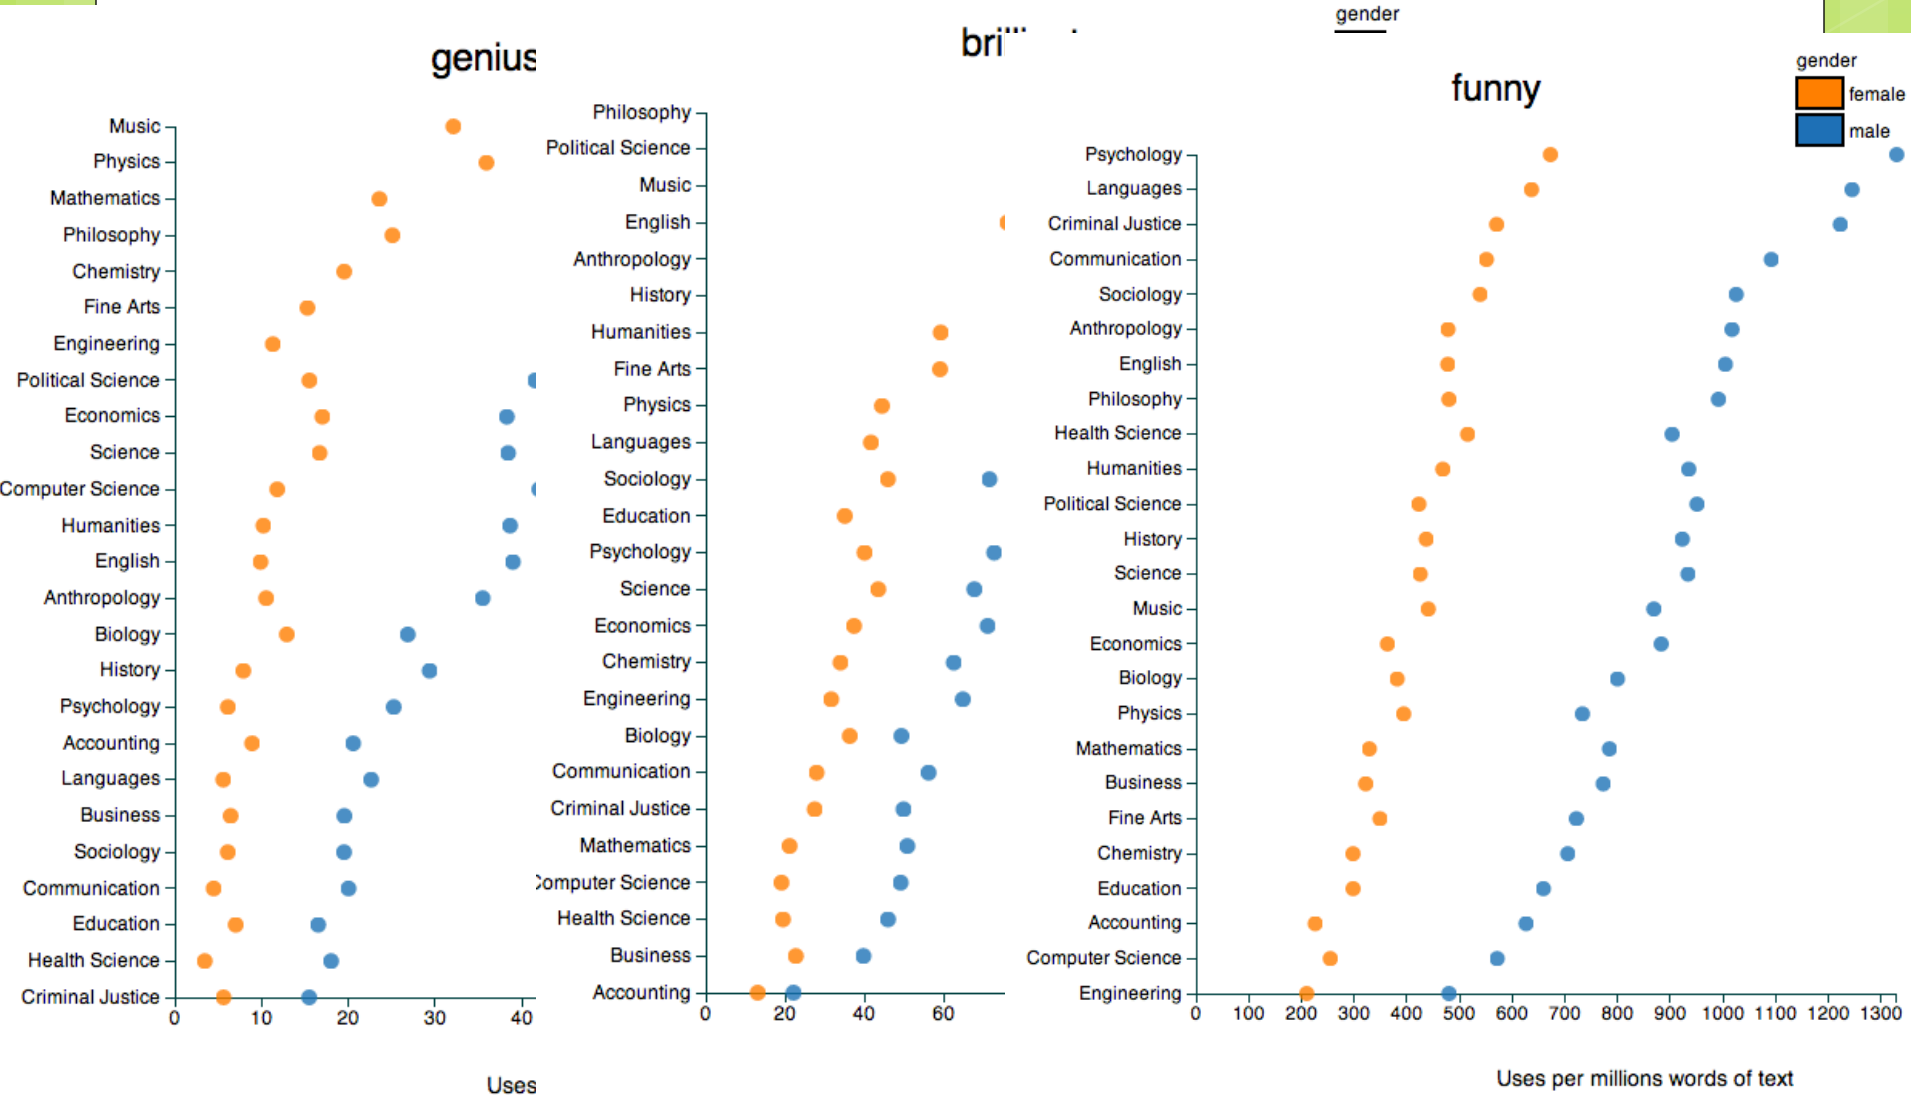 genius
Music
Physics
Mathematics
Philosophy
Chemistry
Fine Arts
Engineering
Political Science
Economics
Science
Computer Science
Humanities
English
Anthropology
Biology
History
Psychology
Accounting
Languages
Business
Sociology
Communication
Education
Health Science
Criminal Justice
0 10 20 30 40
Uses
bri
Philosophy
Political Science
Music
English
Anthropology
History
Humanities
Fine Arts
Physics
Languages
Sociology
Education
Psychology
Science
Economics
Chemistry
Engineering
Biology
Communication
Criminal Justice
Mathematics
Computer Science
Health Science
Business
Accounting
0 20 40 60
gender
funny
gender
female
male
Psychology
Languages
Criminal Justice
Communication
Sociology
Anthropology
English
Philosophy
Health Science
Humanities
Political Science
History
Science
Music
Economics
Biology
Physics
Mathematics
Business
Fine Arts
Chemistry
Education
Accounting
Computer Science
Engineering
0 100 200 300 400 500 600 700 800 900 1000 1100 1200 1300
Uses per millions words of text